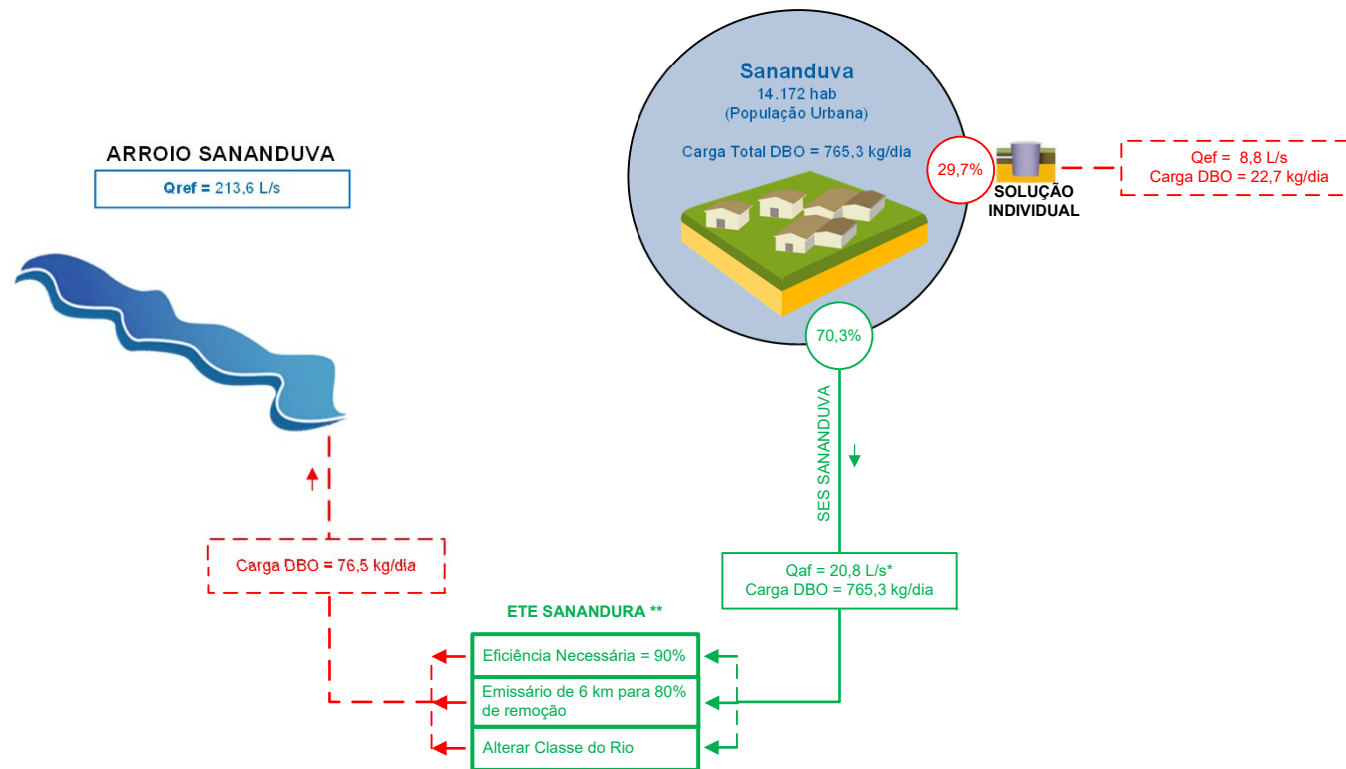 Sananduva
14.172 hab
(População Urbana)
Carga Total DBO = 765,3 kg/dia
ARROIO SANANDUVA
Qref = 213,6 L/s
29,7%
SOLUÇÃO
INDIVIDUAL
Qef = 8,8 L/s
Carga DBO = 22,7 kg/dia
70,3%
SES SANANDUVA
Qaf = 20,8 L/s*
Carga DBO = 765,3 kg/dia
Carga DBO = 76,5 kg/dia
ETE SANANDURA **
Eficiência Necessária = 90%
Emissário de 6 km para 80%
de remoção
Alterar Classe do Rio